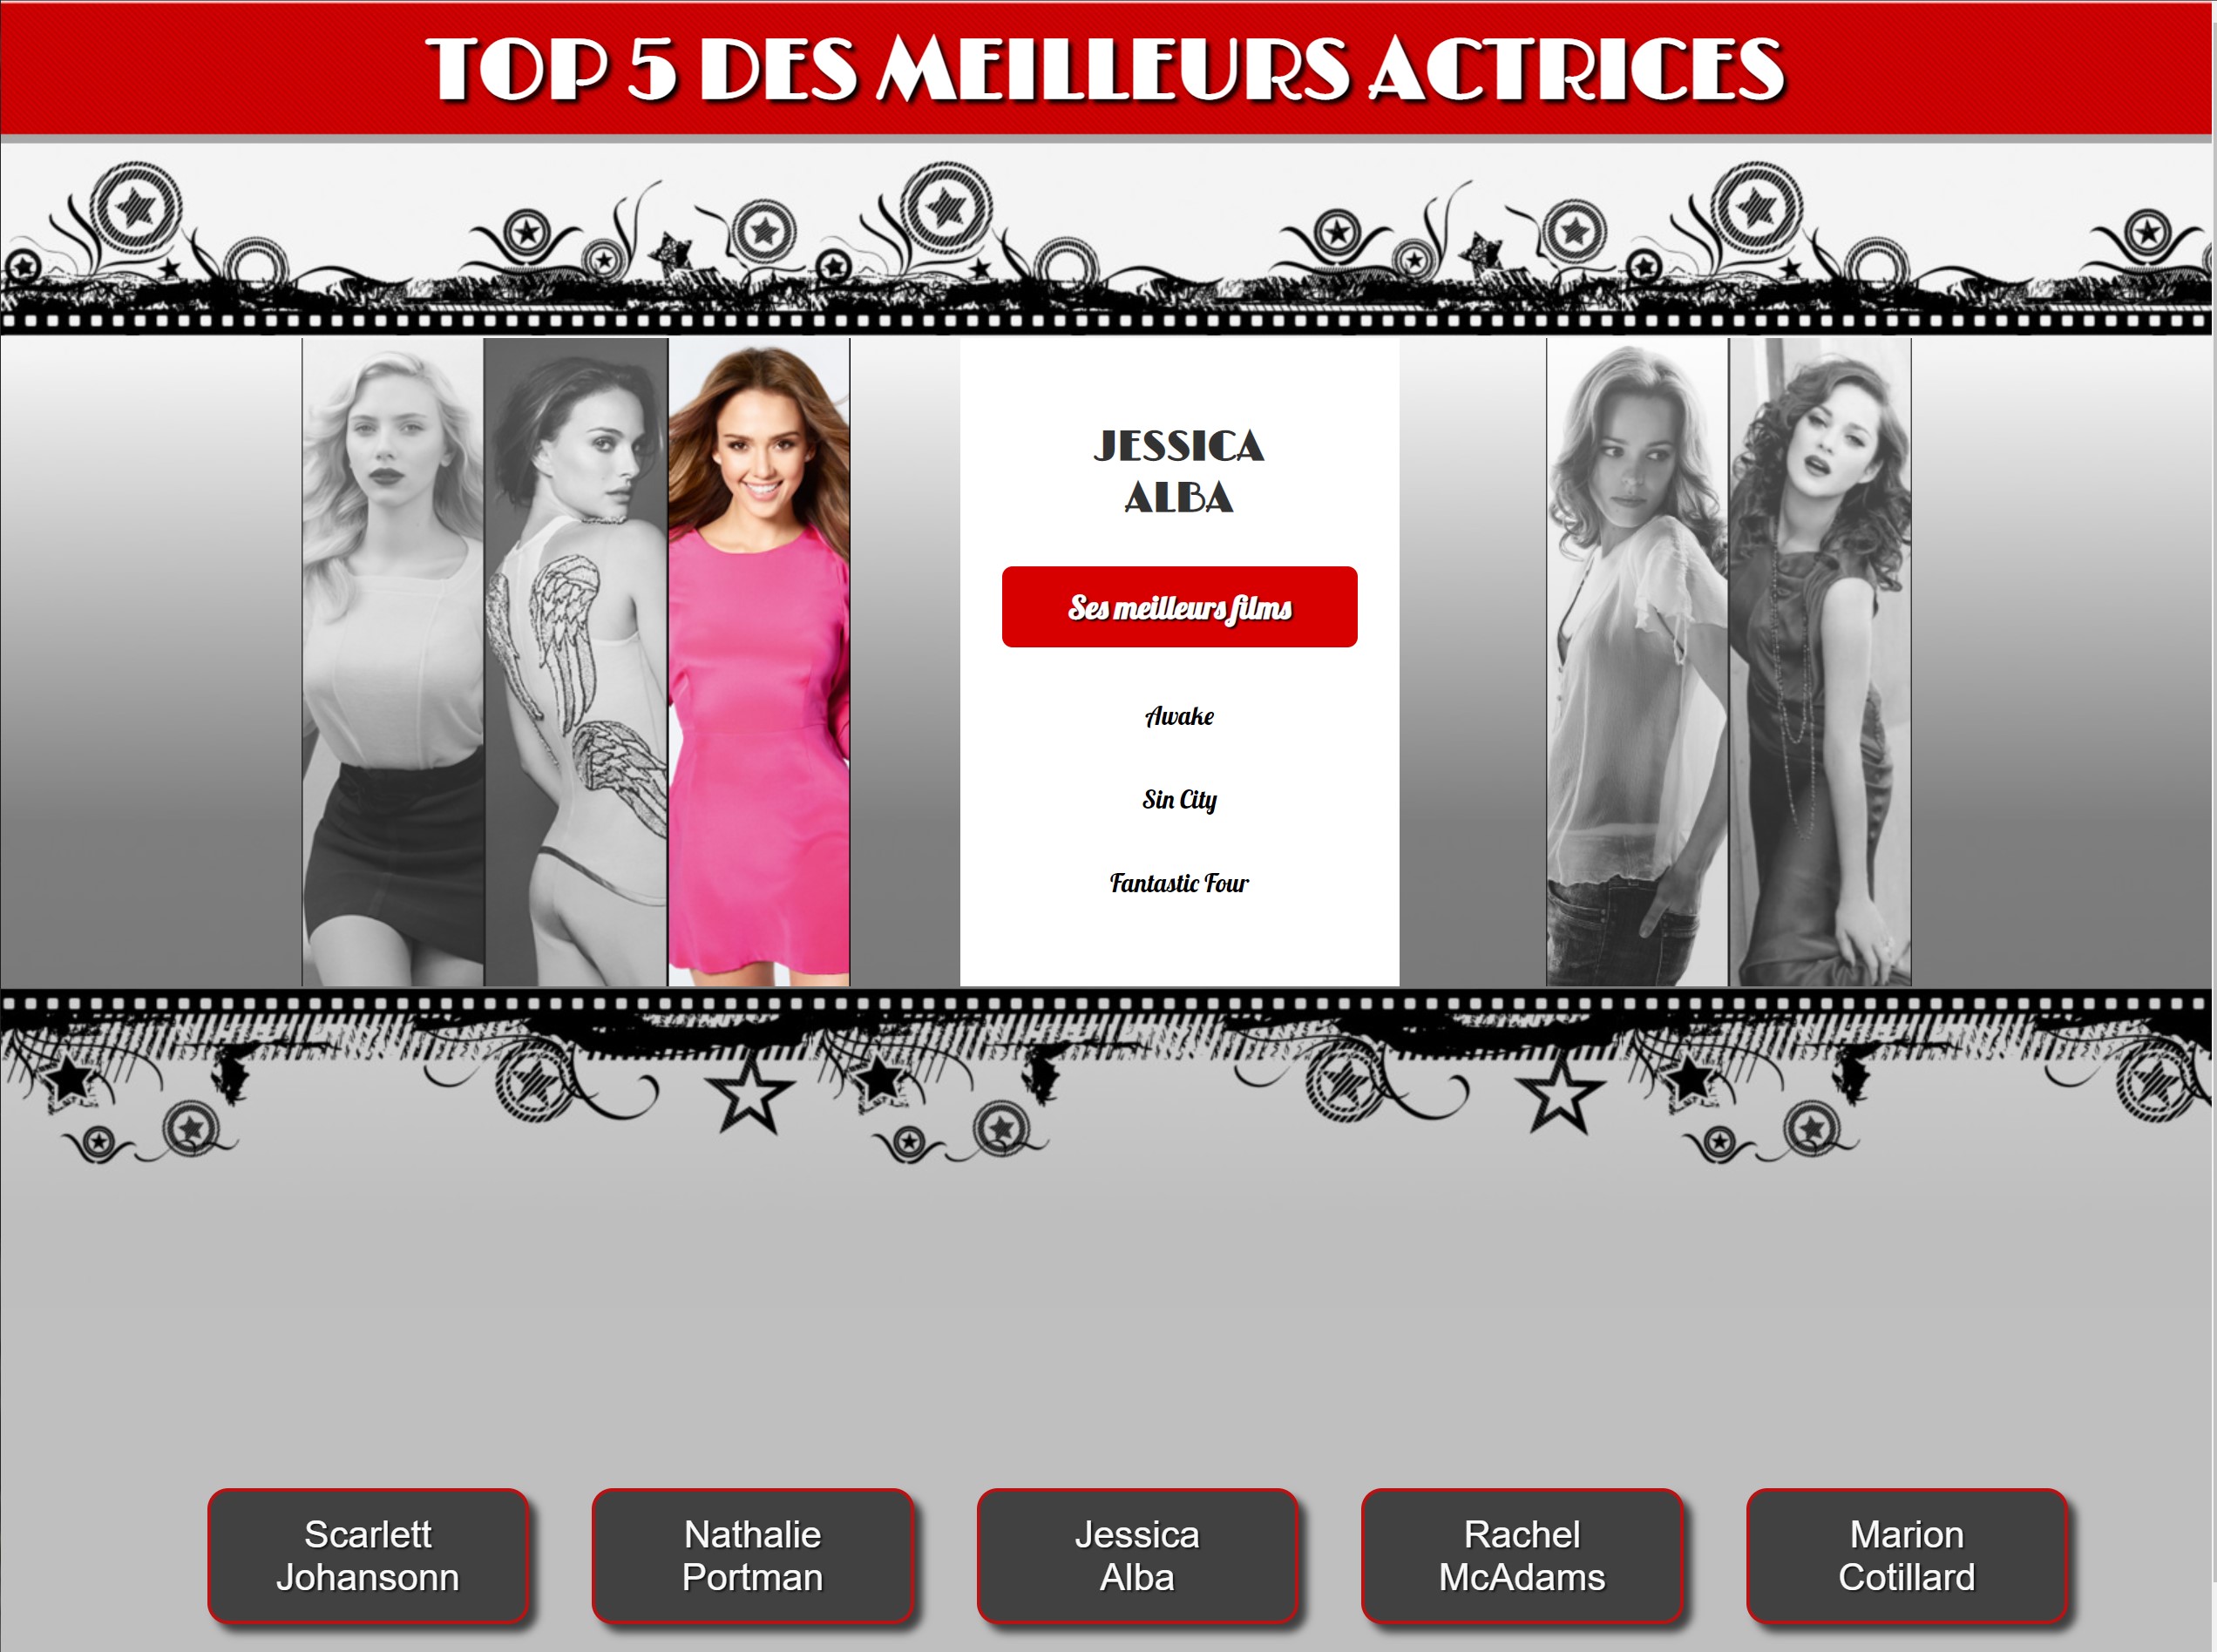 TOP 5 DES MEILLEURS ACTRICES
JESSICA
ALBA
Ses meilleurs films
Awake
Sin City
Fantastic Four
Scarlett
Johansonn
Nathalie
Portman
Jessica
Alba
Rachel
McAdams
Marion
Cotillard